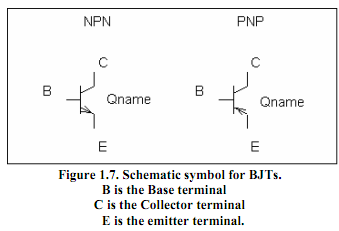 NPN PNP
C C
B Qname B Qname
E E
Figure 1.7. Schematic symbol for BJTs.
B is the Base terminal
C is the Collector terminal
E is the emitter terminal.